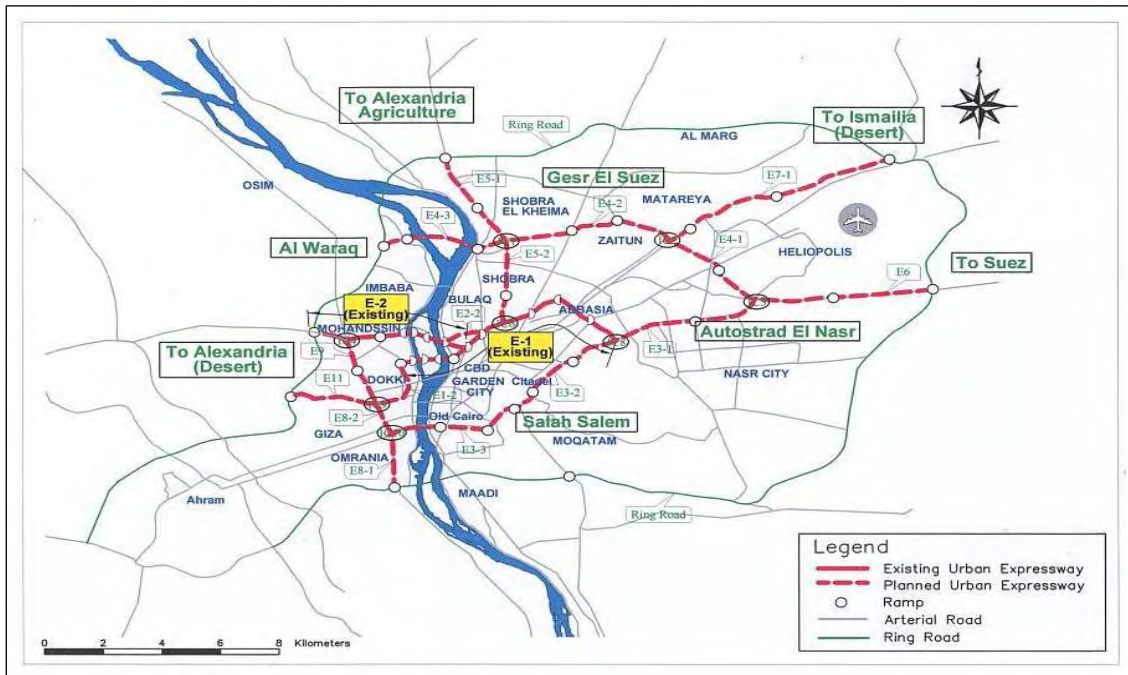 To Alexandria
Agriculture
Ring Road
AL MARG
To Ismailia
(Desert)
OSIM
E5-1
Gesr El Suez
E7-1
SHOBRA
EL KHEIMA
E4-2
MATAREYA
E4-3
ZAITUN
E4-1
Al Waraq
E5-2
HELIOPOLIS
SHOBRA
E6
To Suez
IMBABA
BULAQ
E-2
(Existing)
E2-2
ABBASIA
MOHANDSSIN
E-1
(Existing)
Autostrad El Nasr
E9
To Alexandria
(Desert)
CBD
E3-1
E11
DOKKI
GARDEN
CITY
Citadel
NASR CITY
E1-2
E3-2
E8-2
Old Cairo
Salah Salem
GIZA
MOQATAM
OMRANIA
E3-3
E8-1
Ahram
MAADI
Ring Road
Legend
Existing Urban Expressway
Planned Urban Expressway
Ramp
Arterial Road
Ring Road
0 2 4 6 8 Kilometers